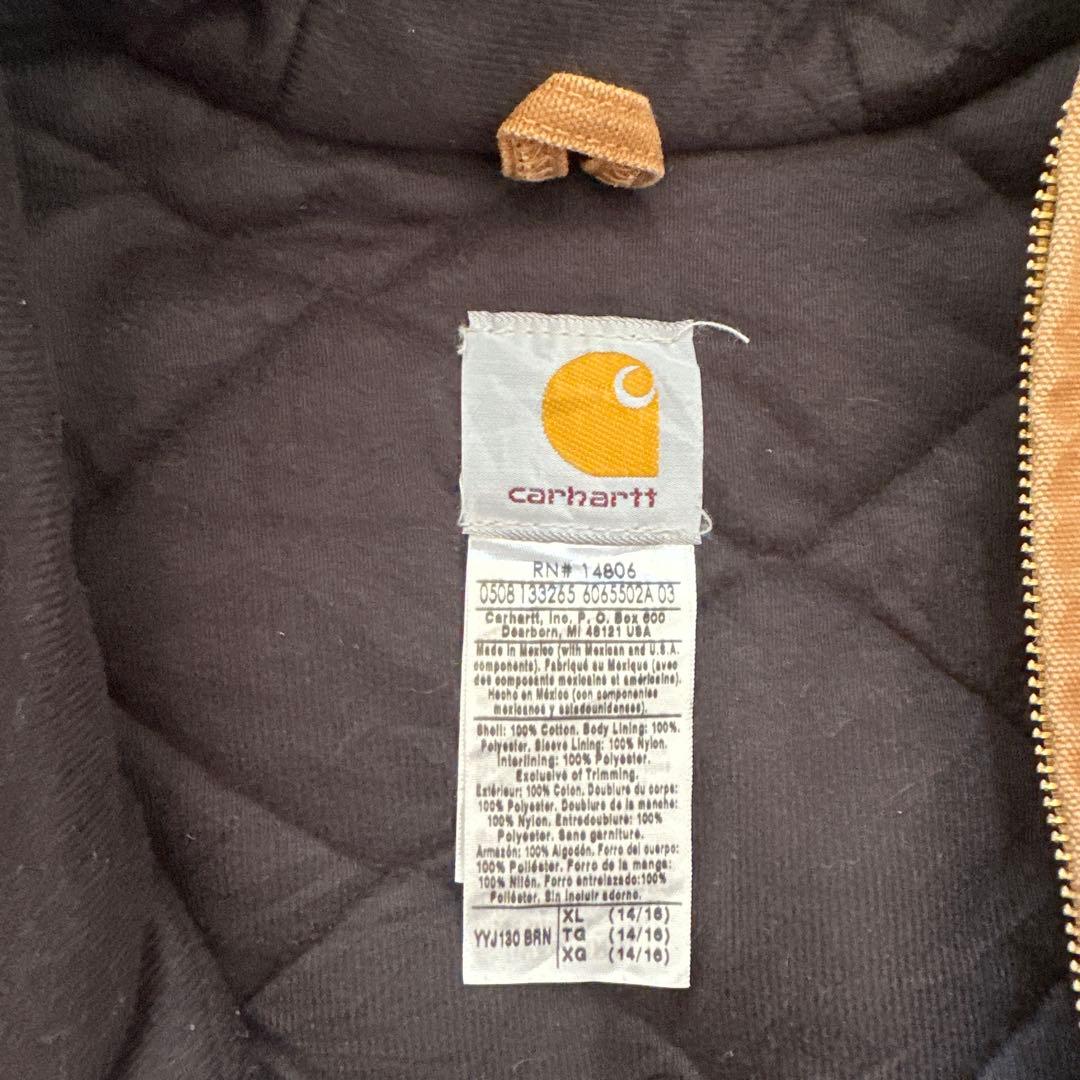 carhartt
RN# 14806
0508 133265 6065502A 03
Carhartt, Inc. P. O. Box 600
Dearborn, MI 48121 USA
Made in Mexico (with Mexican and U.S.A.
components). Fabriqué au Mexique (avec
des composants mexicains et américains).
Hecho en México (con componentes
mexicanos y estadounidenses).
Shell: 100% Cotton. Body Lining: 100%.
Polyester. Sleeve Lining: 100% Nylon.
Interlining: 100% Polyester.
Exclusive of Trimming.
Extérieur: 100% Coton. Doublure du corps:
100% Polyester. Doublure de la manche:
100% Nylon. Entredoublure: 100%
Polyester. Sans garniture.
Armazón: 100% Algodón. Forro del cuerpo:
100% Poliéster. Forro de la manga:
100% Nilón. Forro entrelazado:100%
Poliéster. Sin incluir adorno.
YYJ130 BRN
XL (14/16)
TG (14/16)
XG (14/16)